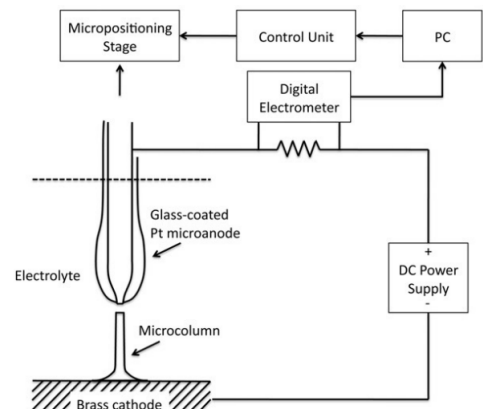 Micropositioning
Stage
Control Unit
PC
Digital
Electrometer
Glass-coated
Pt microanode
Electrolyte
+
DC Power
Supply
-
Microcolumn
Brass cathode